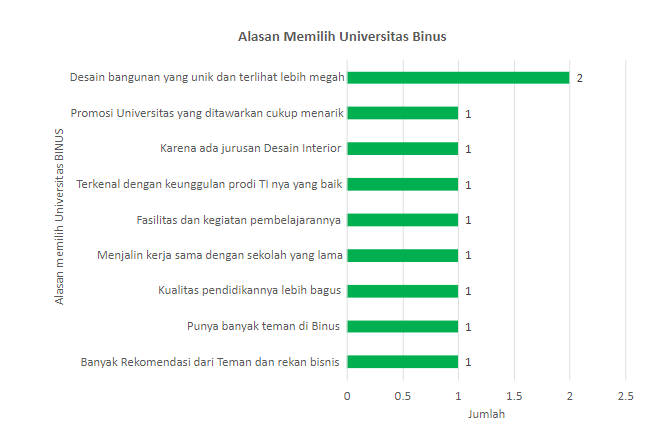 Alasan Memilih Universitas Binus
Alasan memilih Universitas BINUS
Desain bangunan yang unik dan terlihat lebih megah 2
Promosi Universitas yang ditawarkan cukup menarik 1
Karena ada jurusan Desain Interior 1
Terkenal dengan keunggulan prodi TI nya yang baik 1
Fasilitas dan kegiatan pembelajarannya 1
Menjalin kerja sama dengan sekolah yang lama 1
Kualitas pendidikannya lebih bagus 1
Punya banyak teman di Binus 1
Banyak Rekomendasi dari Teman dan rekan bisnis 1
0 0.5 1 1.5 2 2.5
Jumlah